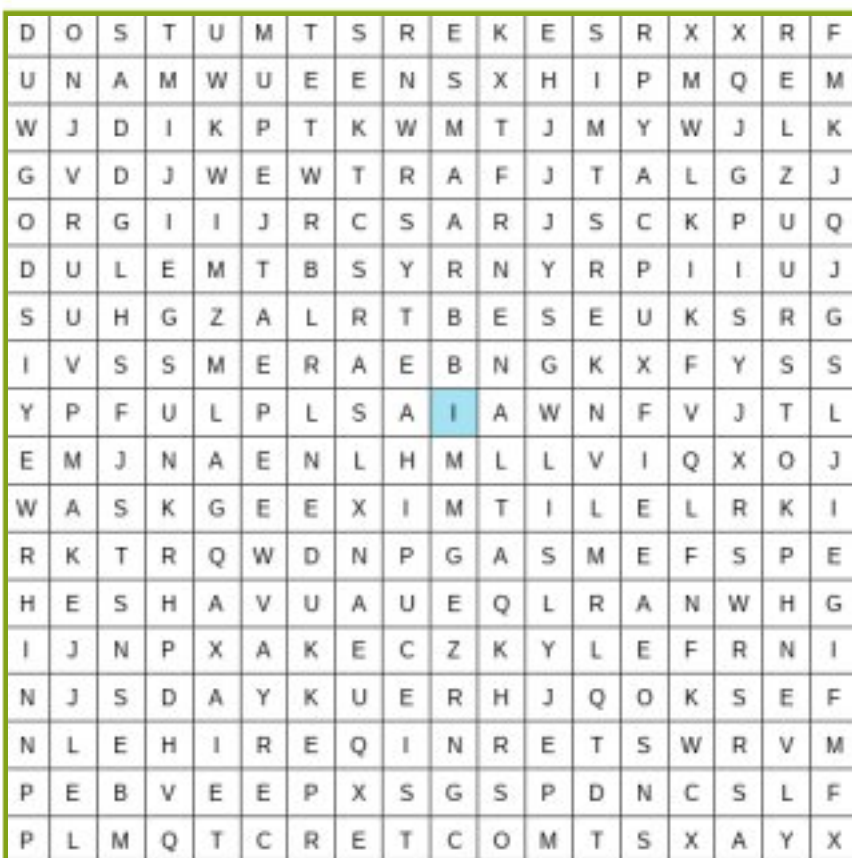 D O S T U M T S R E K E S R X X R F
U N A M W U E E N S X H I P M Q E M
W J D I K P T K W M T J M Y W J L K
G V D J W E W T R A F J T A L G Z J
O R G I I J R C S A R J S C K P U Q
D U L E M T B S Y R N Y R P I I U J
S U H G Z A L R T B E S E U K S R G
I V S S M E R A E B N G K X F Y S S
Y P F U L P L S A I A W N F V J T L
E M J N A E N L H M L L V I Q X O J
W A S K G E E X I M T I L E L R K I
R K T R Q W D N P G A S M E F S P E
H E S H A V U A U E Q L R A N W H G
I J N P X A K E C Z K Y L E F R N I
N J S D A Y K U E R H J Q O K S E F
N L E H I R E Q I N R E T S W R V M
P E B V E E P X S G S P D N C S L F
P L M Q T C R E T C O M T S X A Y X